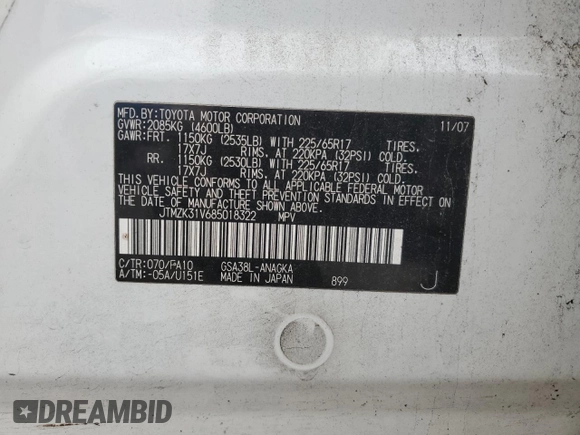 MFD. BY: TOYOTA MOTOR CORPORATION 11/07
GVWR: 2085KG (4600LB)
GAWR: FRT. 1150KG (2535LB) WITH 225/65R17 TIRES.
17X7J RIMS. AT 220KPA (32PSI) COLD.
RR. 1150KG (2530LB) WITH 225/65R17 TIRES.
17X7J RIMS. AT 220KPA (32PSI) COLD.
THIS VEHICLE CONFORMS TO ALL APPLICABLE FEDERAL MOTOR
VEHICLE SAFETY AND THEFT PREVENTION STANDARDS IN EFFECT ON
THE DATE OF MANUFACTURE SHOWN ABOVE.
JTMZK31V685018322 MPV
C/TR: 070/FA10 GSA38L-ANAGKA
A/TM: -05A/U151E MADE IN JAPAN 899 J
DREAMBID